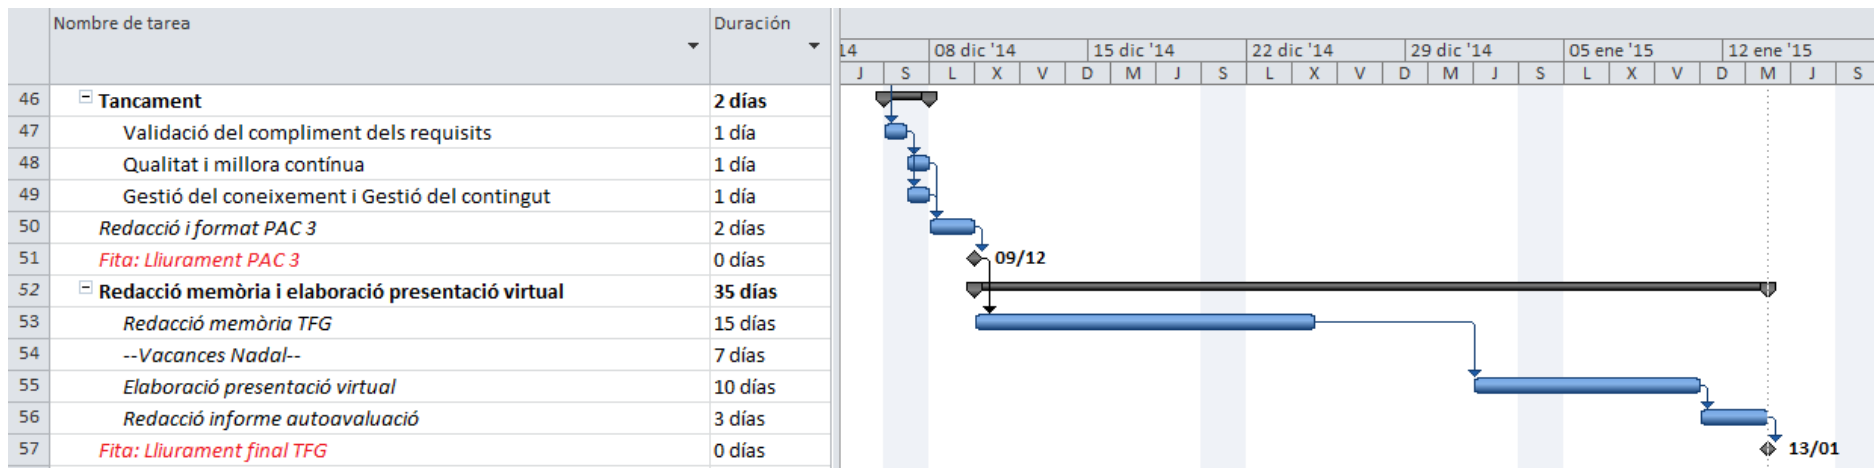 Nombre de tarea Duración
14 08 dic '14 15 dic '14 22 dic '14 29 dic '14 05 ene '15 12 ene '15
J S L X V D M J S L X V D M J S L X V D M J S
46 Tancament 2 días
47 Validació del compliment dels requisits 1 día
48 Qualitat i millora contínua 1 día
49 Gestió del coneixement i Gestió del contingut 1 día
50 Redacció i format PAC 3 2 días
51 Fita: Lliurament PAC 3 0 días 09/12
52 Redacció memòria i elaboració presentació virtual 35 días
53 Redacció memòria TFG 15 días
54 --Vacances Nadal-- 7 días
55 Elaboració presentació virtual 10 días
56 Redacció informe autoavaluació 3 días
57 Fita: Lliurament final TFG 0 días 13/01